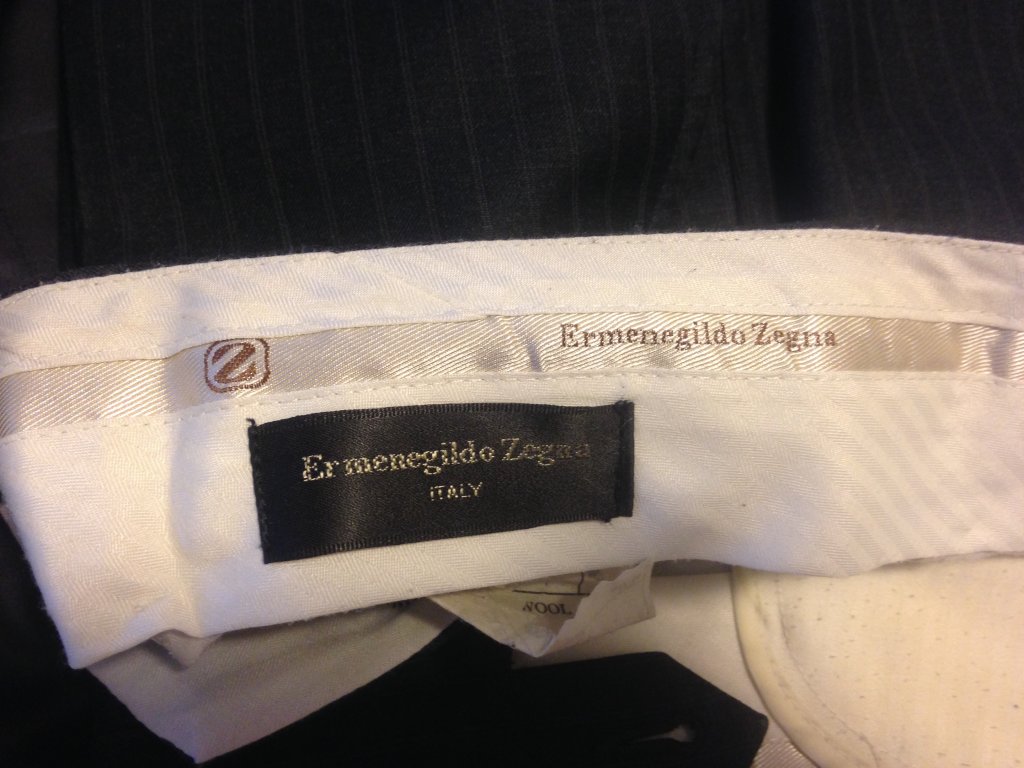 Ermenegildo Zegna
Z
Ermenegildo Zegna
ITALY
WOOL